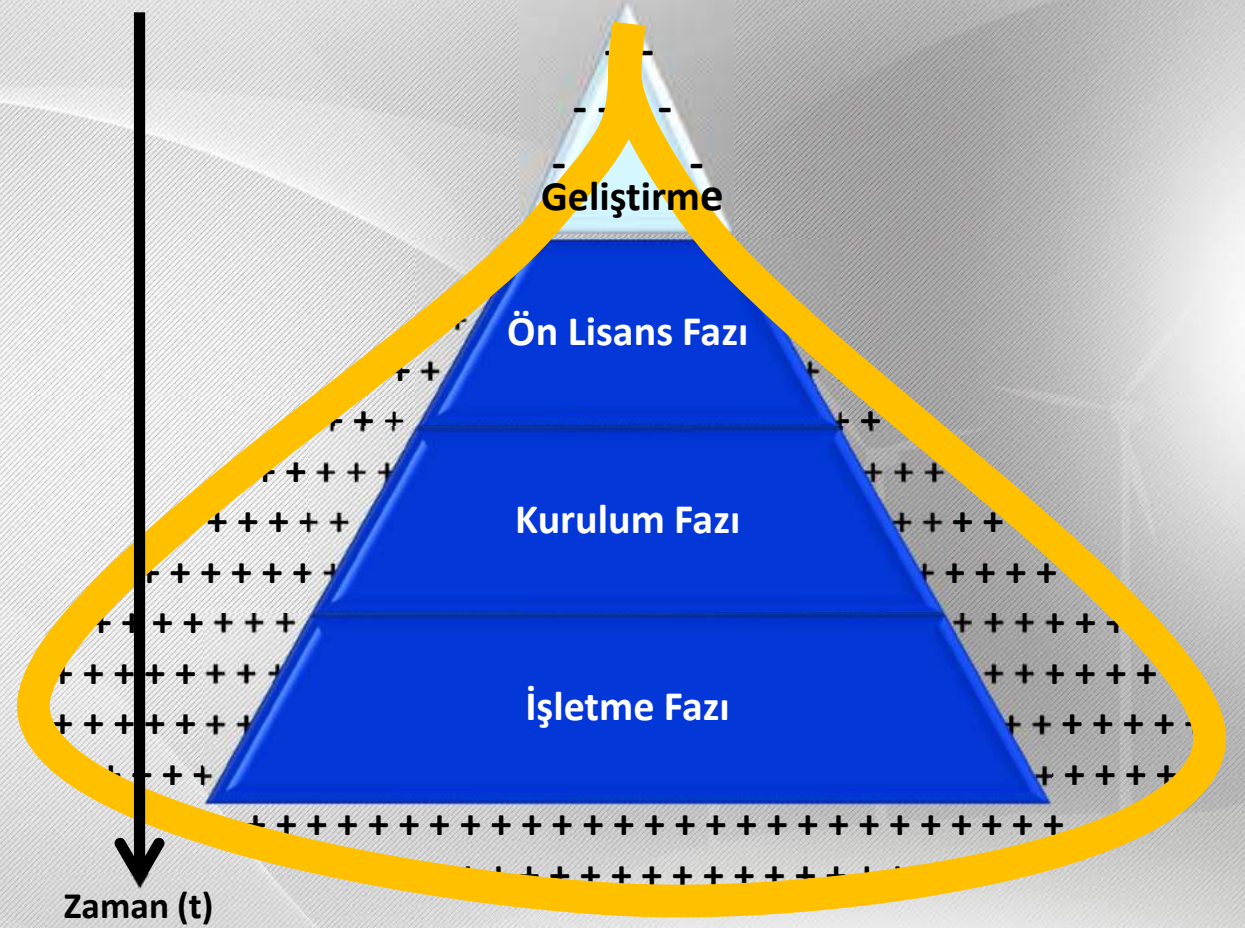 Geliştirme
Ön Lisans Fazı
Kurulum Fazı
İşletme Fazı
Zaman (t)